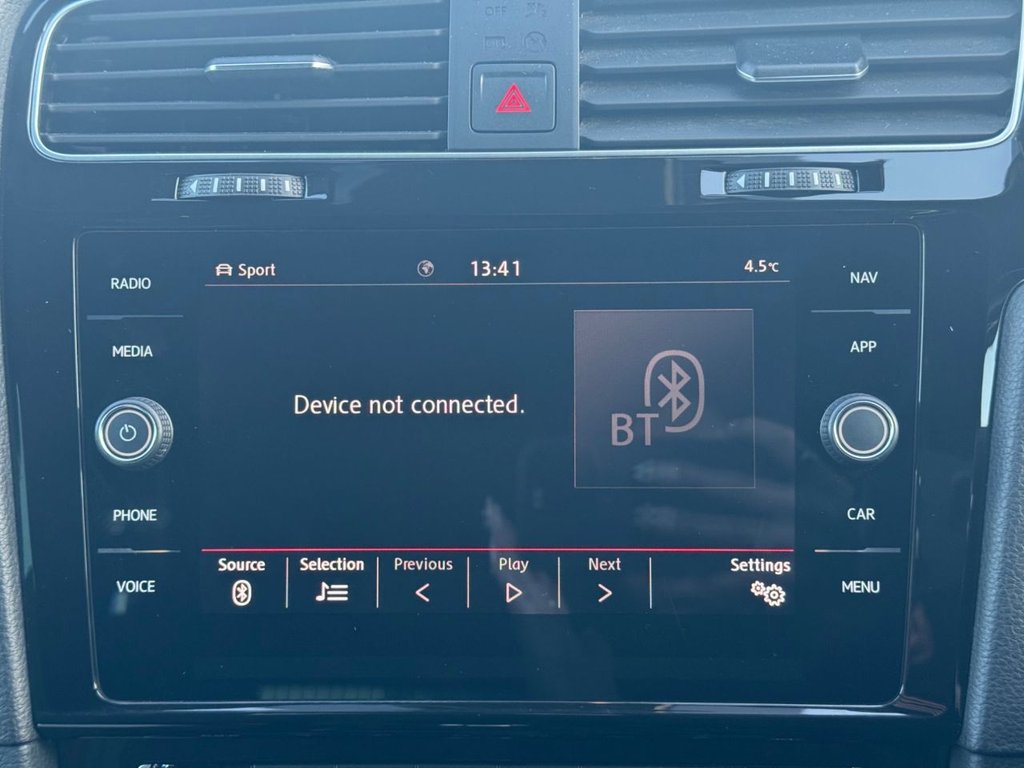 OFF
RADIO
MEDIA
PHONE
VOICE
Sport
13:41
4.5°C
Device not connected.
BT
Source
Selection
Previous
Play
Next
Settings
NAV
APP
CAR
MENU